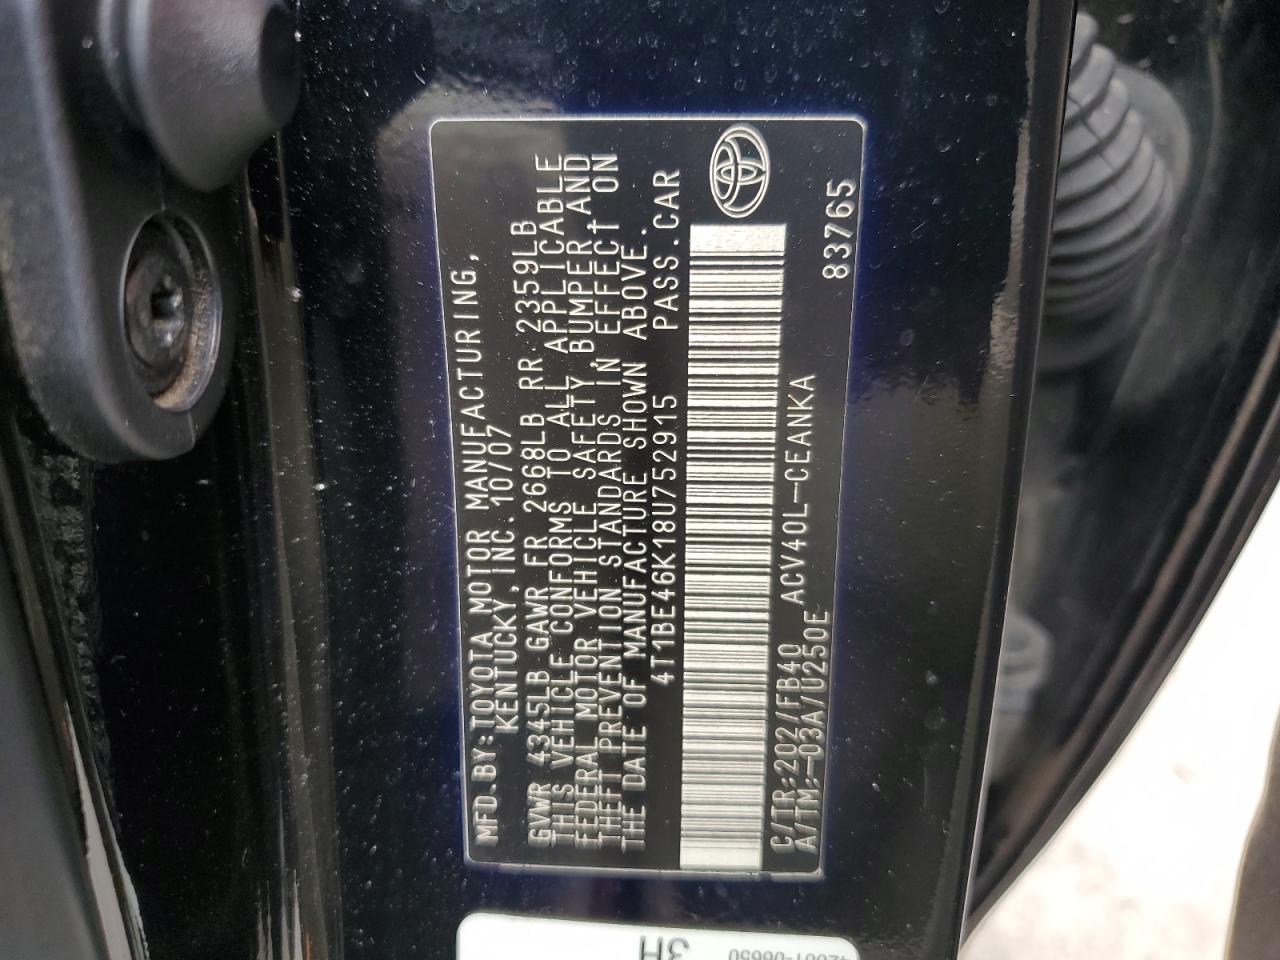 MFD.BY:TOYOTA MOTOR MANUFACTURING,
KENTUCKY, INC. 10/07
GVWR 4345LB GAWR FR 2668LB RR 2359LB
THIS VEHICLE CONFORMS TO ALL APPLICABLE
FEDERAL MOTOR VEHICLE SAFETY, BUMPER AND
THEFT PREVENTION STANDARDS IN EFFECT ON
THE DATE OF MANUFACTURE SHOWN ABOVE.
4T1BE46K18U752915 PASS.CAR
C/TR:202/FB40 ACV40L-CEANKA
A/TM:-03A/U250E 83765
3H